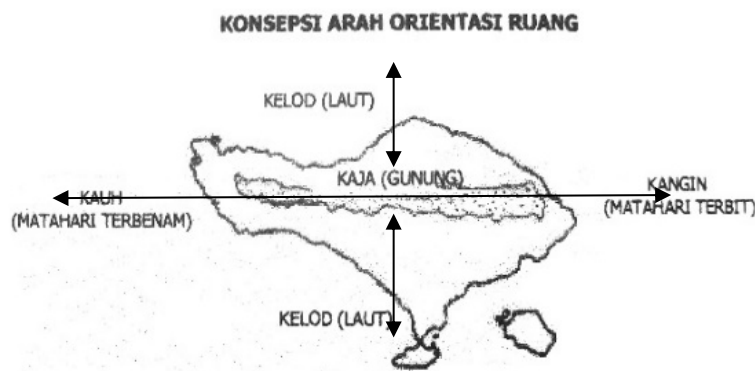 KONSEPSI ARAH ORIENTASI RUANG
KELOD (LAUT)
KAJA (GUNUNG)
KAUH
(MATAHARI TERBENAM)
KANGIN
(MATAHARI TERBIT)
KELOD (LAUT)